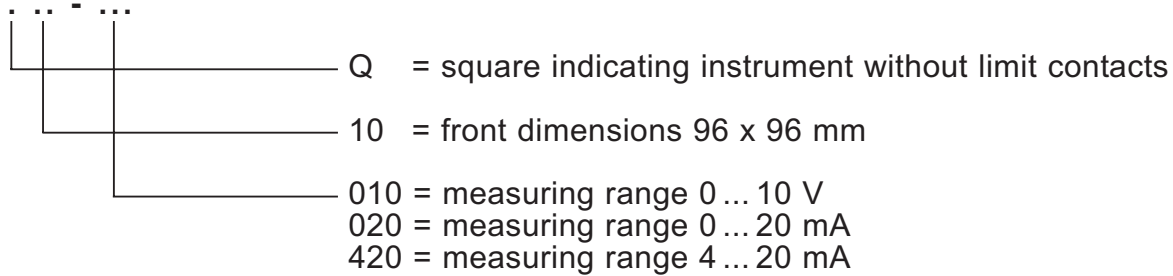 . .. - ...
Q = square indicating instrument without limit contacts
10 = front dimensions 96 x 96 mm
010 = measuring range 0 ... 10 V
020 = measuring range 0 ... 20 mA
420 = measuring range 4 ... 20 mA